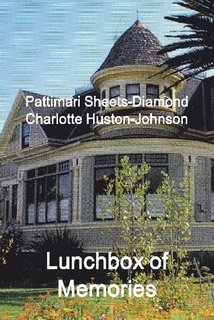 Pattimari Sheets-Diamond
Charlotte Huston-Johnson
Lunchbox of
Memories